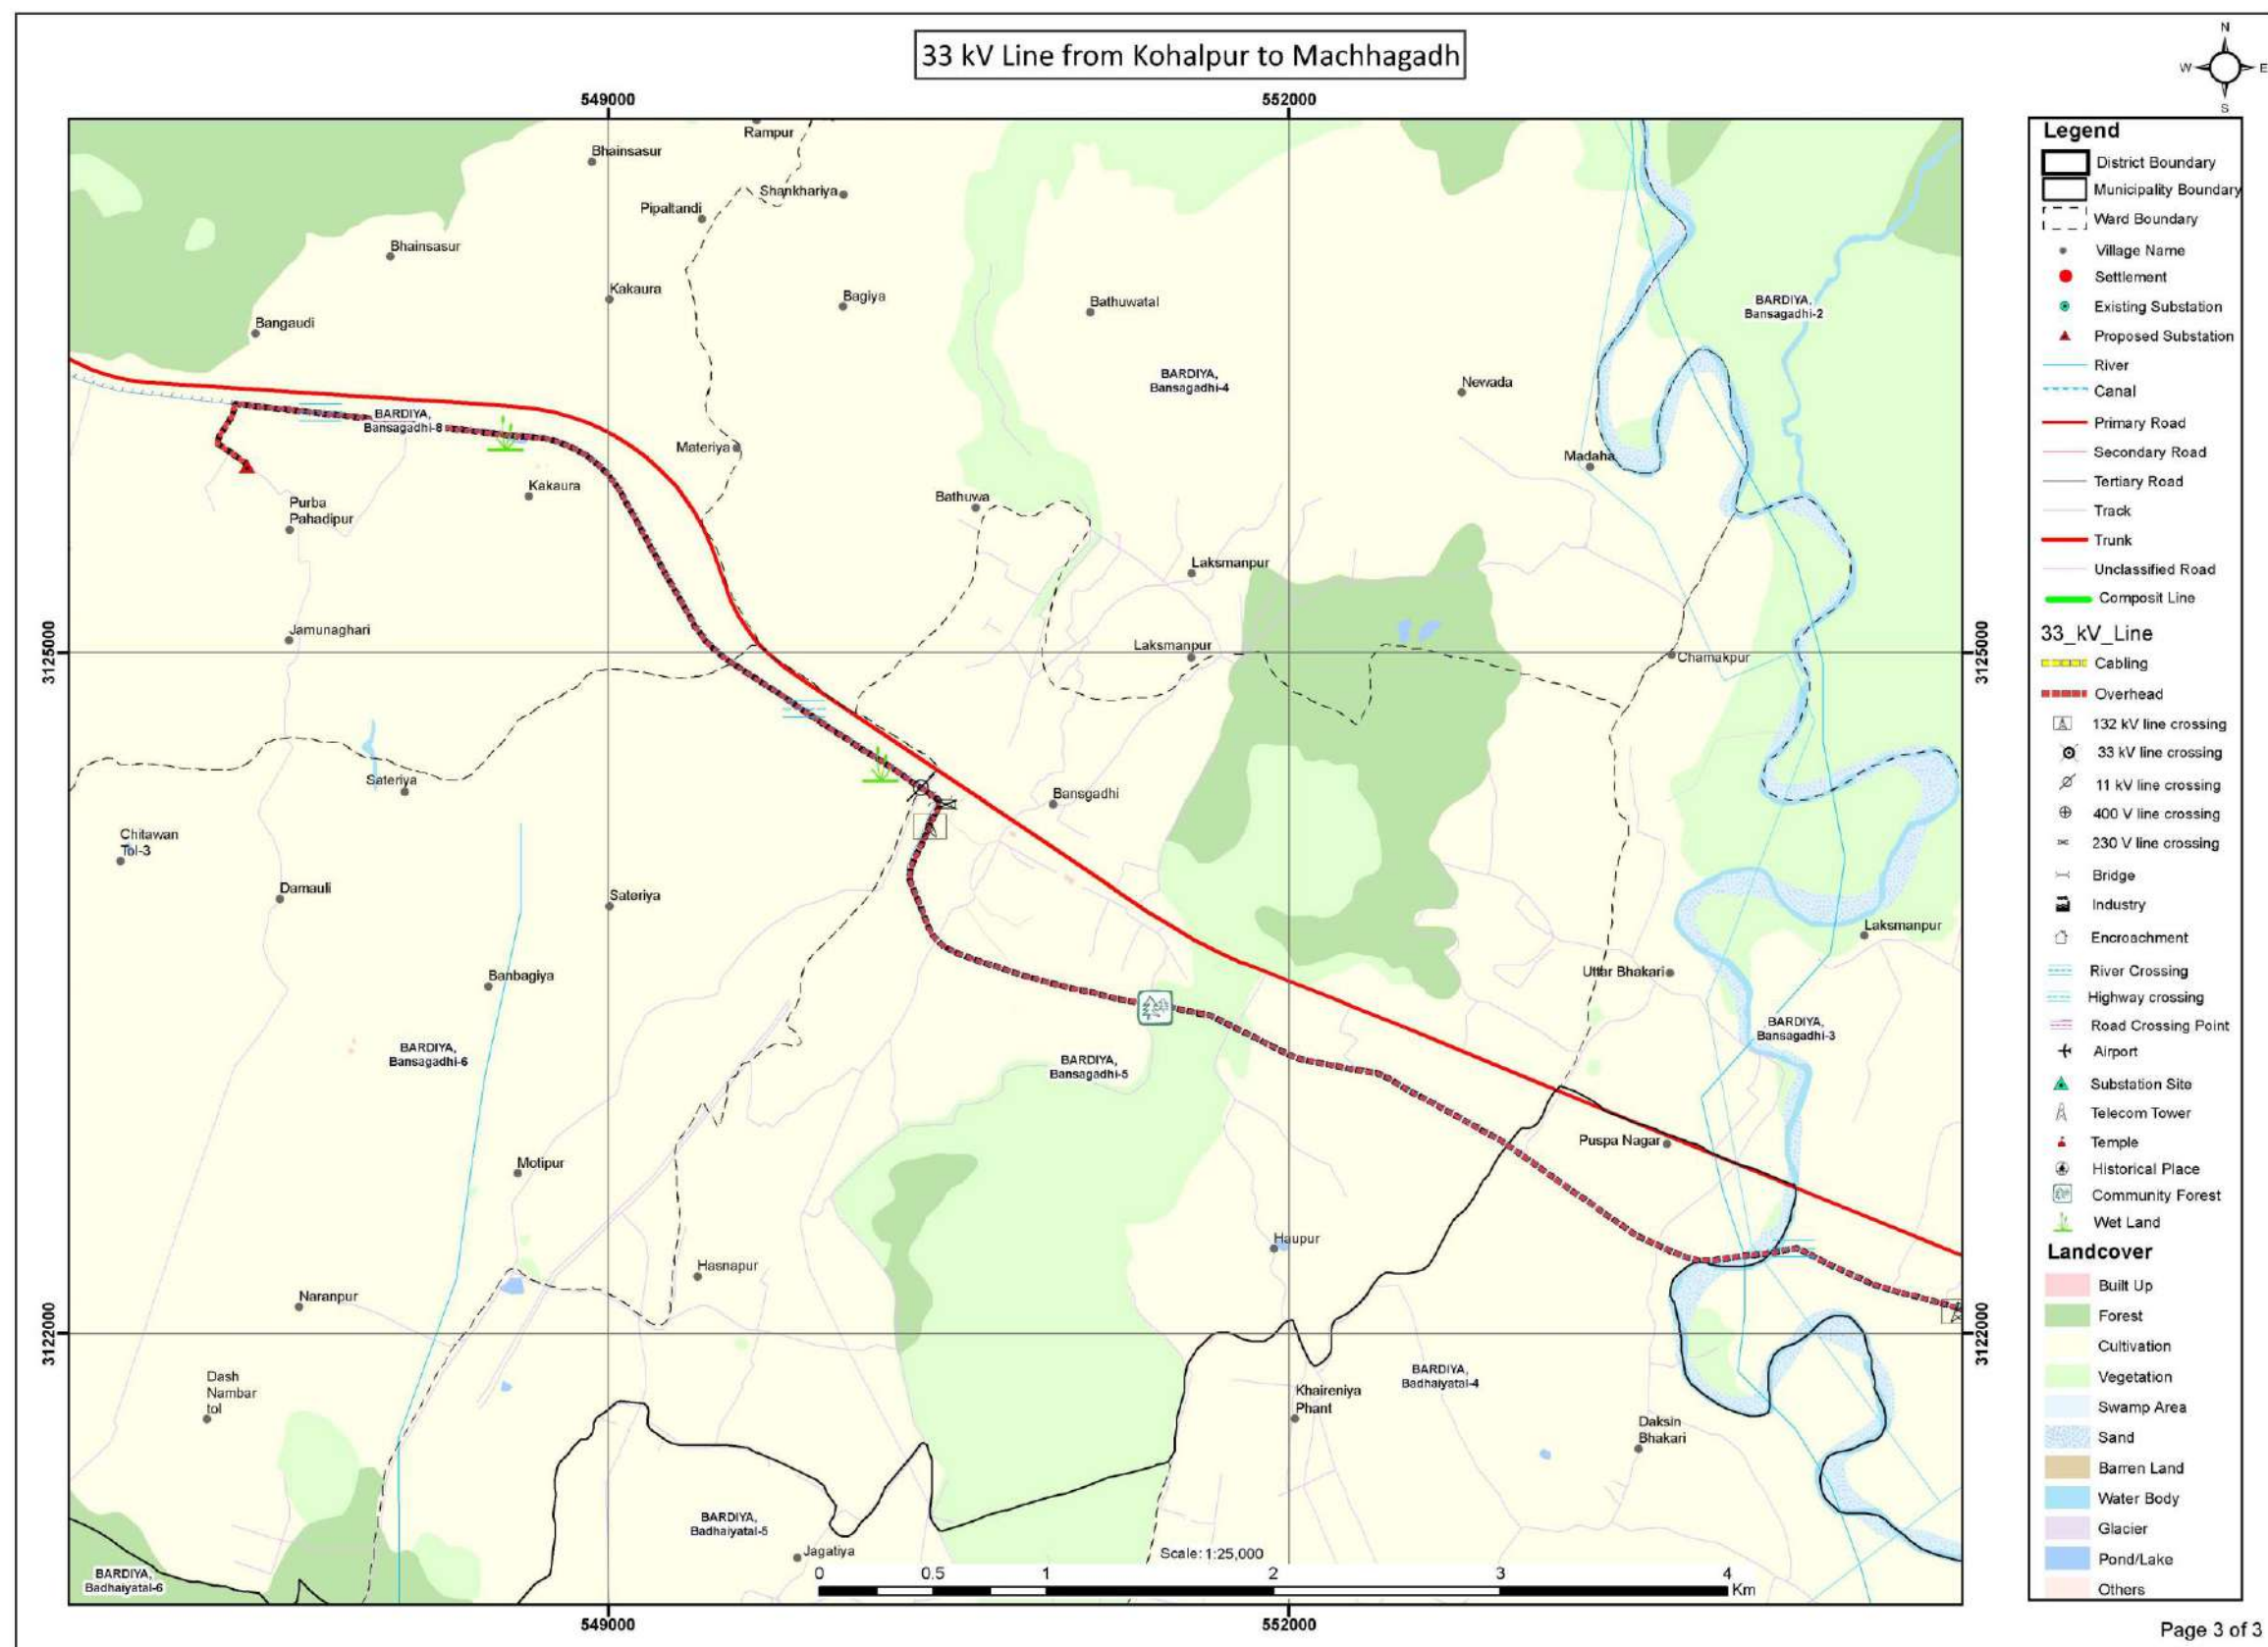 33 kV Line from Kohalpur to Machhagadh
N
W
E
S
549000
552000
Rampur
Bhainsasur
Shankhariya
Pipaltandi
Bhainsasur
Kakaura
Bagiya
Bathuwatal
BARDIYA,
Bansagadhi-2
Bangaudi
BARDIYA,
Bansagadhi-4
Newada
BARDIYA,
Bansagadhi-8
Materiya
Madaha
Kakaura
Bathuwa
Purba
Pahadipur
Laksmanpur
Jamunaghari
3125000
Laksmanpur
Chamakpur
3125000
Sateriya
Bansgadhi
Chitawan
Tol-3
Damauli
Sateriya
Laksmanpur
Banbagiya
Uttar Bhakari
BARDIYA,
Bansagadhi-6
BARDIYA,
Bansagadhi-5
BARDIYA,
Bansagadhi-3
Puspa Nagar
Motipur
Haupur
Hasnapur
Naranpur
3122000
3122000
Dash
Nambar
tol
BARDIYA,
Badhaiyatal-4
Khaireniya
Phant
Daksin
Bhakari
BARDIYA,
Badhaiyatal-5
Jagatiya
BARDIYA,
Badhaiyatal-6
Scale: 1:25,000
0 0.5 1 2 3 4
Km
549000
552000
Legend
District Boundary
Municipality Boundary
Ward Boundary
Village Name
Settlement
Existing Substation
Proposed Substation
River
Canal
Primary Road
Secondary Road
Tertiary Road
Track
Trunk
Unclassified Road
Composit Line
33_kV_Line
Cabling
Overhead
132 kV line crossing
33 kV line crossing
11 kV line crossing
400 V line crossing
230 V line crossing
Bridge
Industry
Encroachment
River Crossing
Highway crossing
Road Crossing Point
Airport
Substation Site
Telecom Tower
Temple
Historical Place
Community Forest
Wet Land
Landcover
Built Up
Forest
Cultivation
Vegetation
Swamp Area
Sand
Barren Land
Water Body
Glacier
Pond/Lake
Others
Page 3 of 3